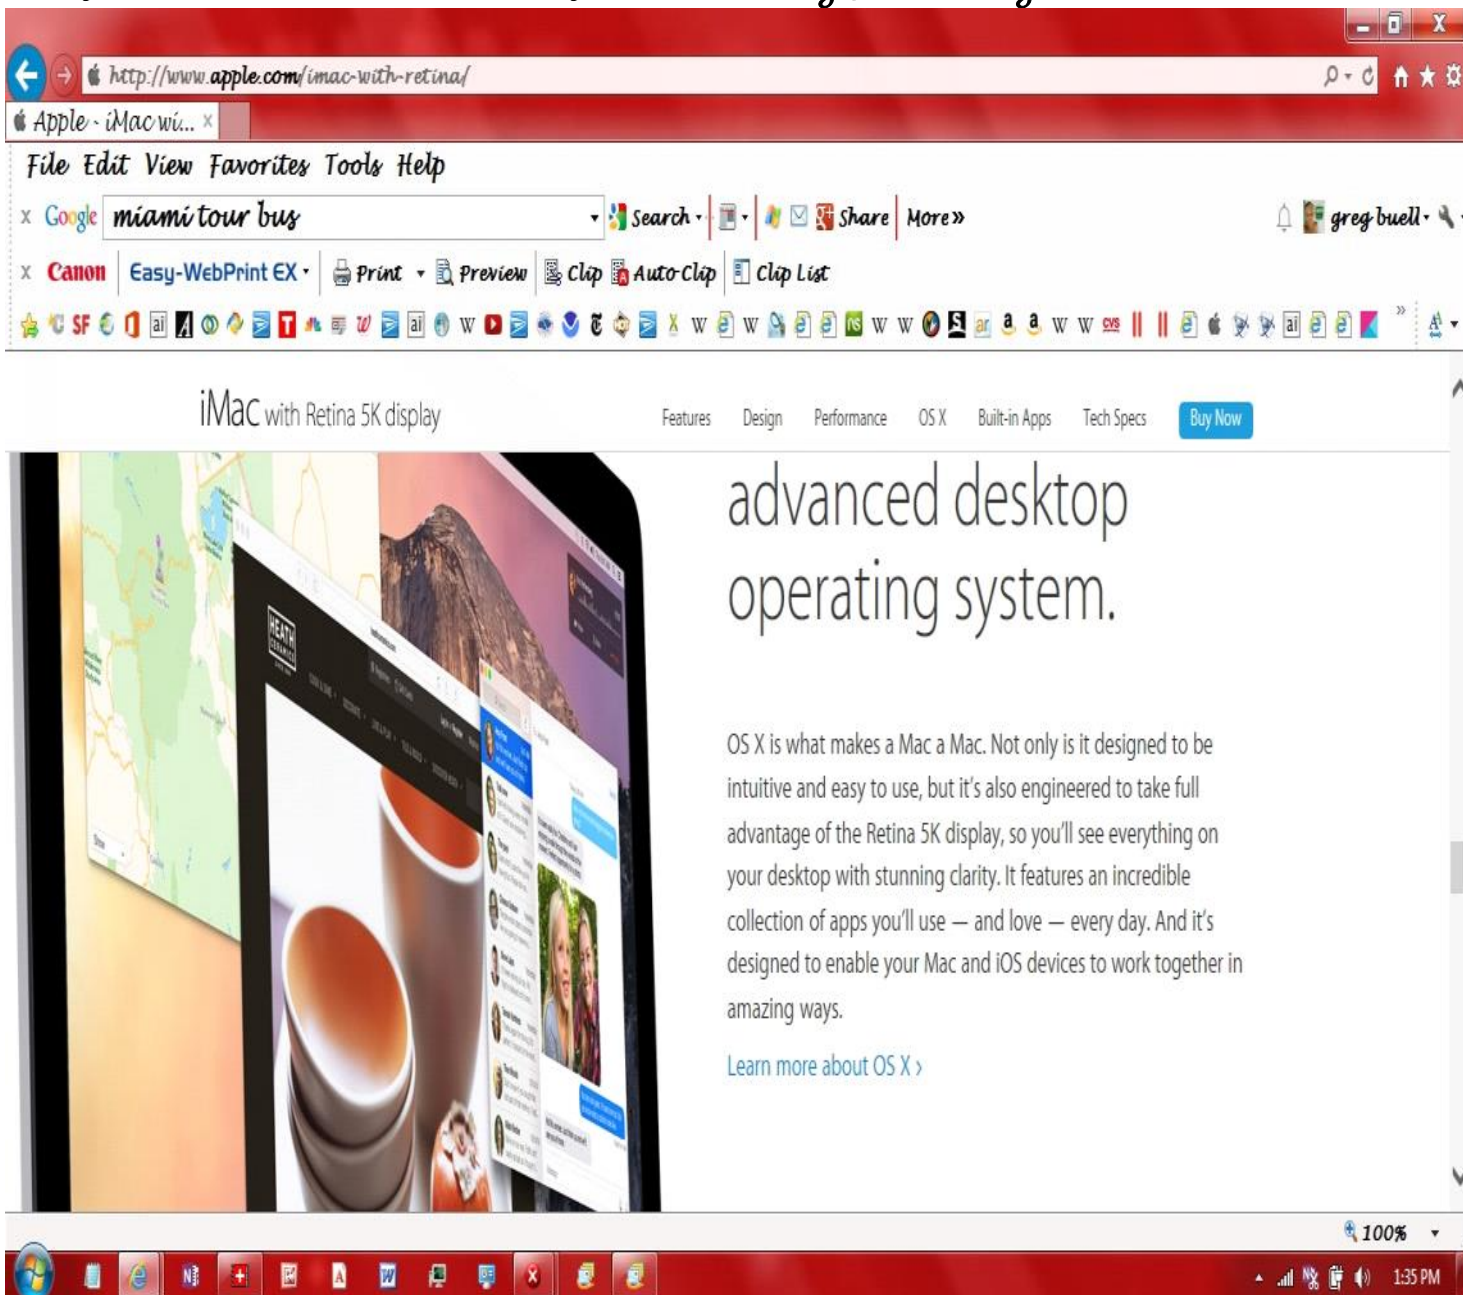 X
http://www.apple.com/imac-with-retina/
Apple - iMac wi... ×
File Edit View Favorites Tools Help
x Google miami tour bus Search Share More» greg buell
x Canon Easy-WebPrint EX Print Preview Clip Auto Clip Clip List
iMac with Retina 5K display Features Design Performance OS X Built-in Apps Tech Specs Buy Now
advanced desktop
operating system.
HEATH
CERAMICS
OS X is what makes a Mac a Mac. Not only is it designed to be
intuitive and easy to use, but it's also engineered to take full
advantage of the Retina 5K display, so you'll see everything on
your desktop with stunning clarity. It features an incredible
collection of apps you'll use — and love — every day. And it's
designed to enable your Mac and iOS devices to work together in
amazing ways.
Learn more about OS X ›
100%
1:35 PM